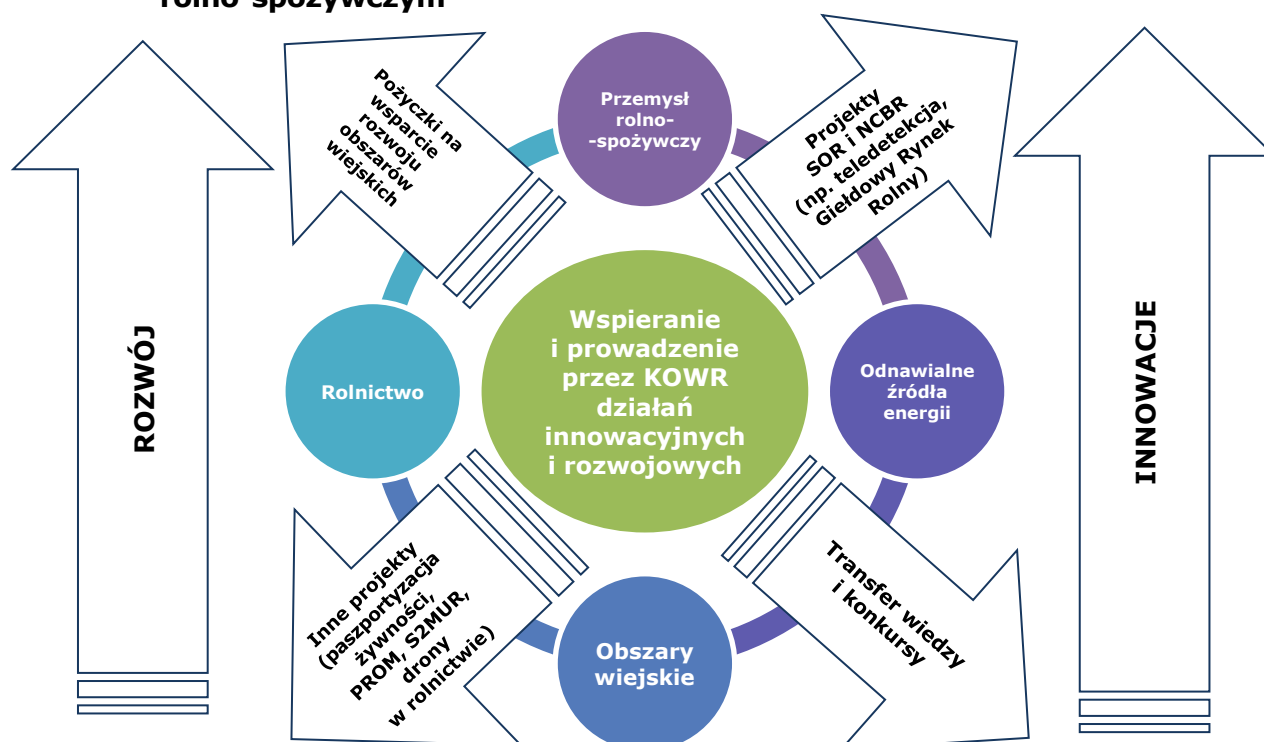 rolno-spożywczym
Pożyczki na
wsparcie
rozwoju
obszarów
wiejskich
Przemysł
rolno-
-spożywczy
Projekty
SOR i NCBR
(np. teledetekcja,
Giełdowy Rynek
Rolny)
ROZWÓJ
Rolnictwo
Wspieranie
i prowadzenie
przez KOWR
działań
innowacyjnych
i rozwojowych
Odnawialne
źródła
energii
INNOWACJE
Inne projekty
(paszportyzacja
żywności,
PROM, S2MUR,
drony
w rolnictwie)
Obszary
wiejskie
Transfer wiedzy
i konkursy